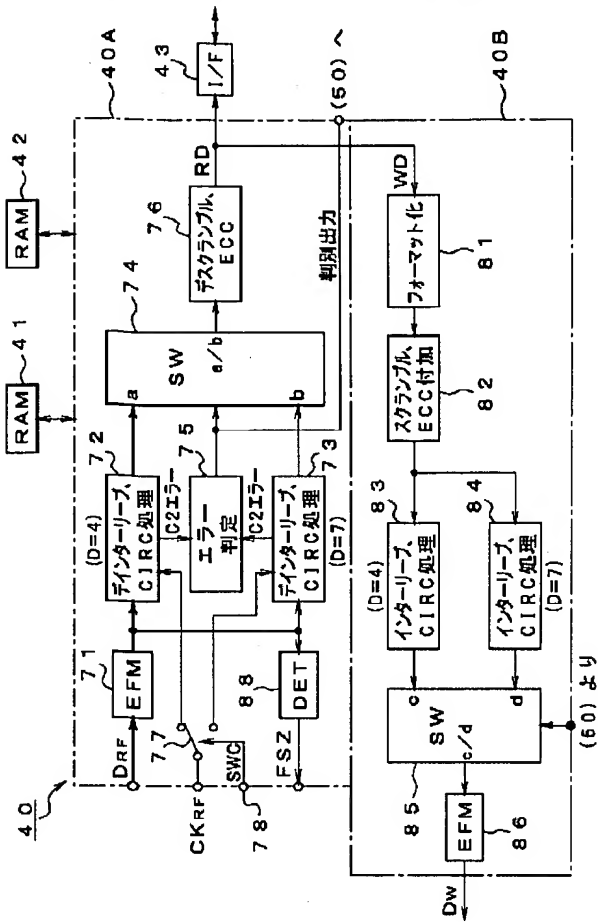 40
RAM
41
RAM
42
40A
DRF
71
EFM
72
(D=4)
デインターリーブ、
CIRC処理
C2エラー
75
エラー
判定
C2エラー
デインターリーブ、
CIRC処理
73
(D=7)
74
a
SW
a/b
b
76
デスクランブル、
ECC
RD
43
I/F
77
CKRF
SWC
78
88
DET
FSZ
判別出力
(50)へ
40B
WD
フォーマット化
81
スクランブル、
ECC付加
82
83
(D=4)
インターリーブ、
CIRC処理
84
インターリーブ、
CIRC処理
(D=7)
85
c
SW
c/d
d
EFM
86
DW
(60)より